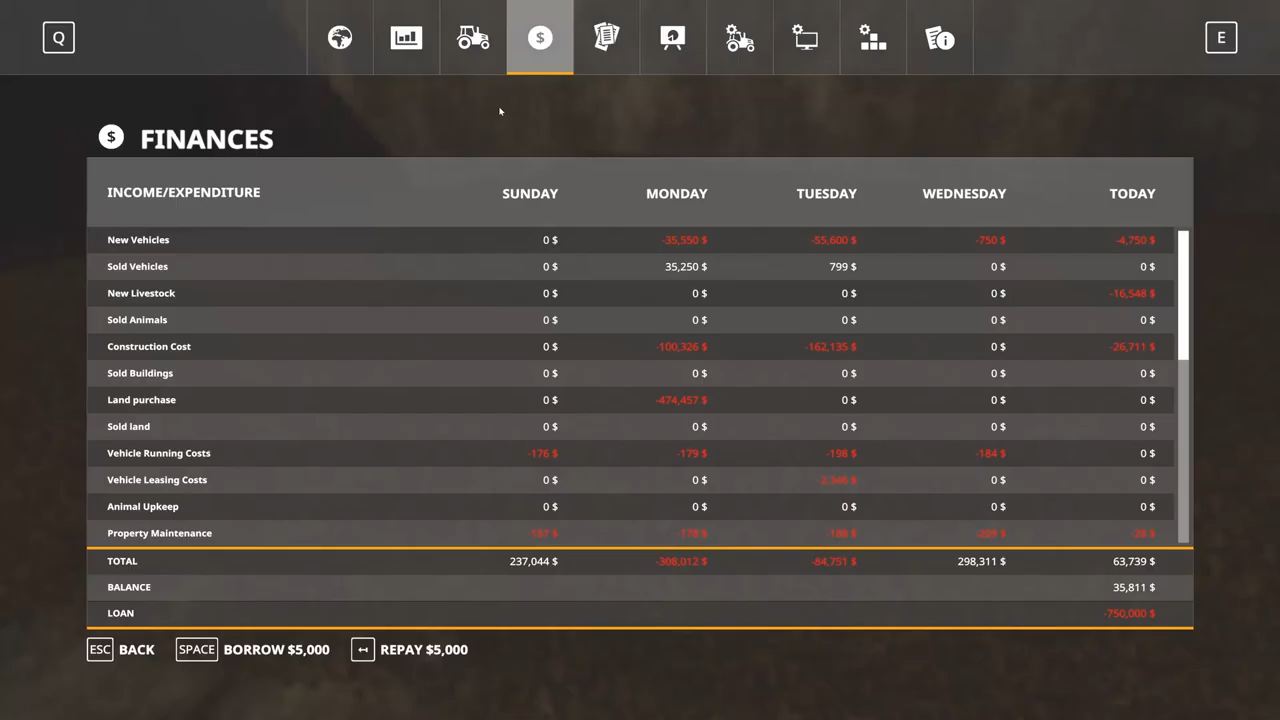 Q E
$ FINANCES
INCOME/EXPENDITURE SUNDAY MONDAY TUESDAY WEDNESDAY TODAY
New Vehicles 0 $ -35,550 $ -55,600 $ -750 $ -4,750 $
Sold Vehicles 0 $ 35,250 $ 799 $ 0 $ 0 $
New Livestock 0 $ 0 $ 0 $ 0 $ -16,548 $
Sold Animals 0 $ 0 $ 0 $ 0 $ 0 $
Construction Cost 0 $ -100,326 $ -162,135 $ 0 $ -26,711 $
Sold Buildings 0 $ 0 $ 0 $ 0 $ 0 $
Land purchase 0 $ -474,457 $ 0 $ 0 $ 0 $
Sold land 0 $ 0 $ 0 $ 0 $ 0 $
Vehicle Running Costs -176 $ -179 $ -198 $ -184 $ 0 $
Vehicle Leasing Costs 0 $ 0 $ 0 $ 0 $
Animal Upkeep 0 $ 0 $ 0 $ 0 $ 0 $
Property Maintenance
TOTAL 237,044 $ -308,012 $ -84,751 $ 298,311 $ 63,739 $
BALANCE 35,811 $
LOAN -750,000 $
ESC BACK SPACE BORROW $5,000 ↔ REPAY $5,000